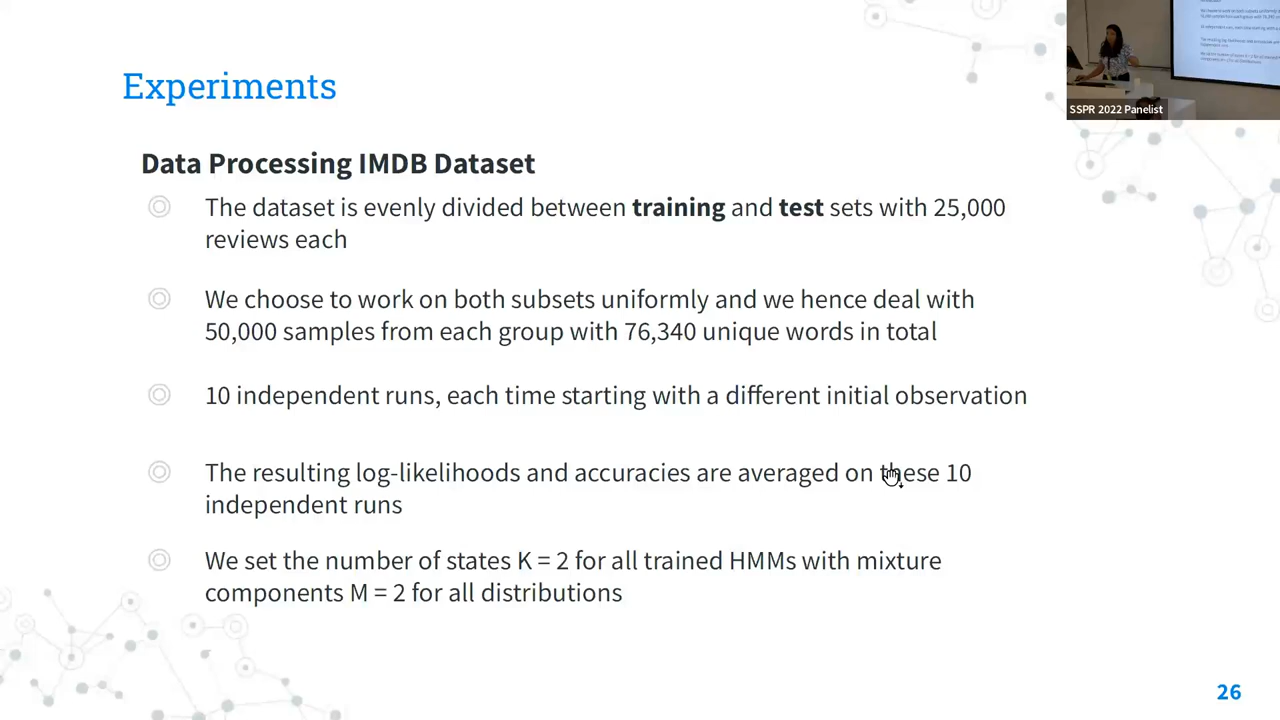 SSPR 2022 Panelist
Experiments
Data Processing IMDB Dataset
The dataset is evenly divided between training and test sets with 25,000
reviews each
We choose to work on both subsets uniformly and we hence deal with
50,000 samples from each group with 76,340 unique words in total
10 independent runs, each time starting with a different initial observation
The resulting log-likelihoods and accuracies are averaged on these 10
independent runs
We set the number of states K = 2 for all trained HMMs with mixture
components M = 2 for all distributions
26